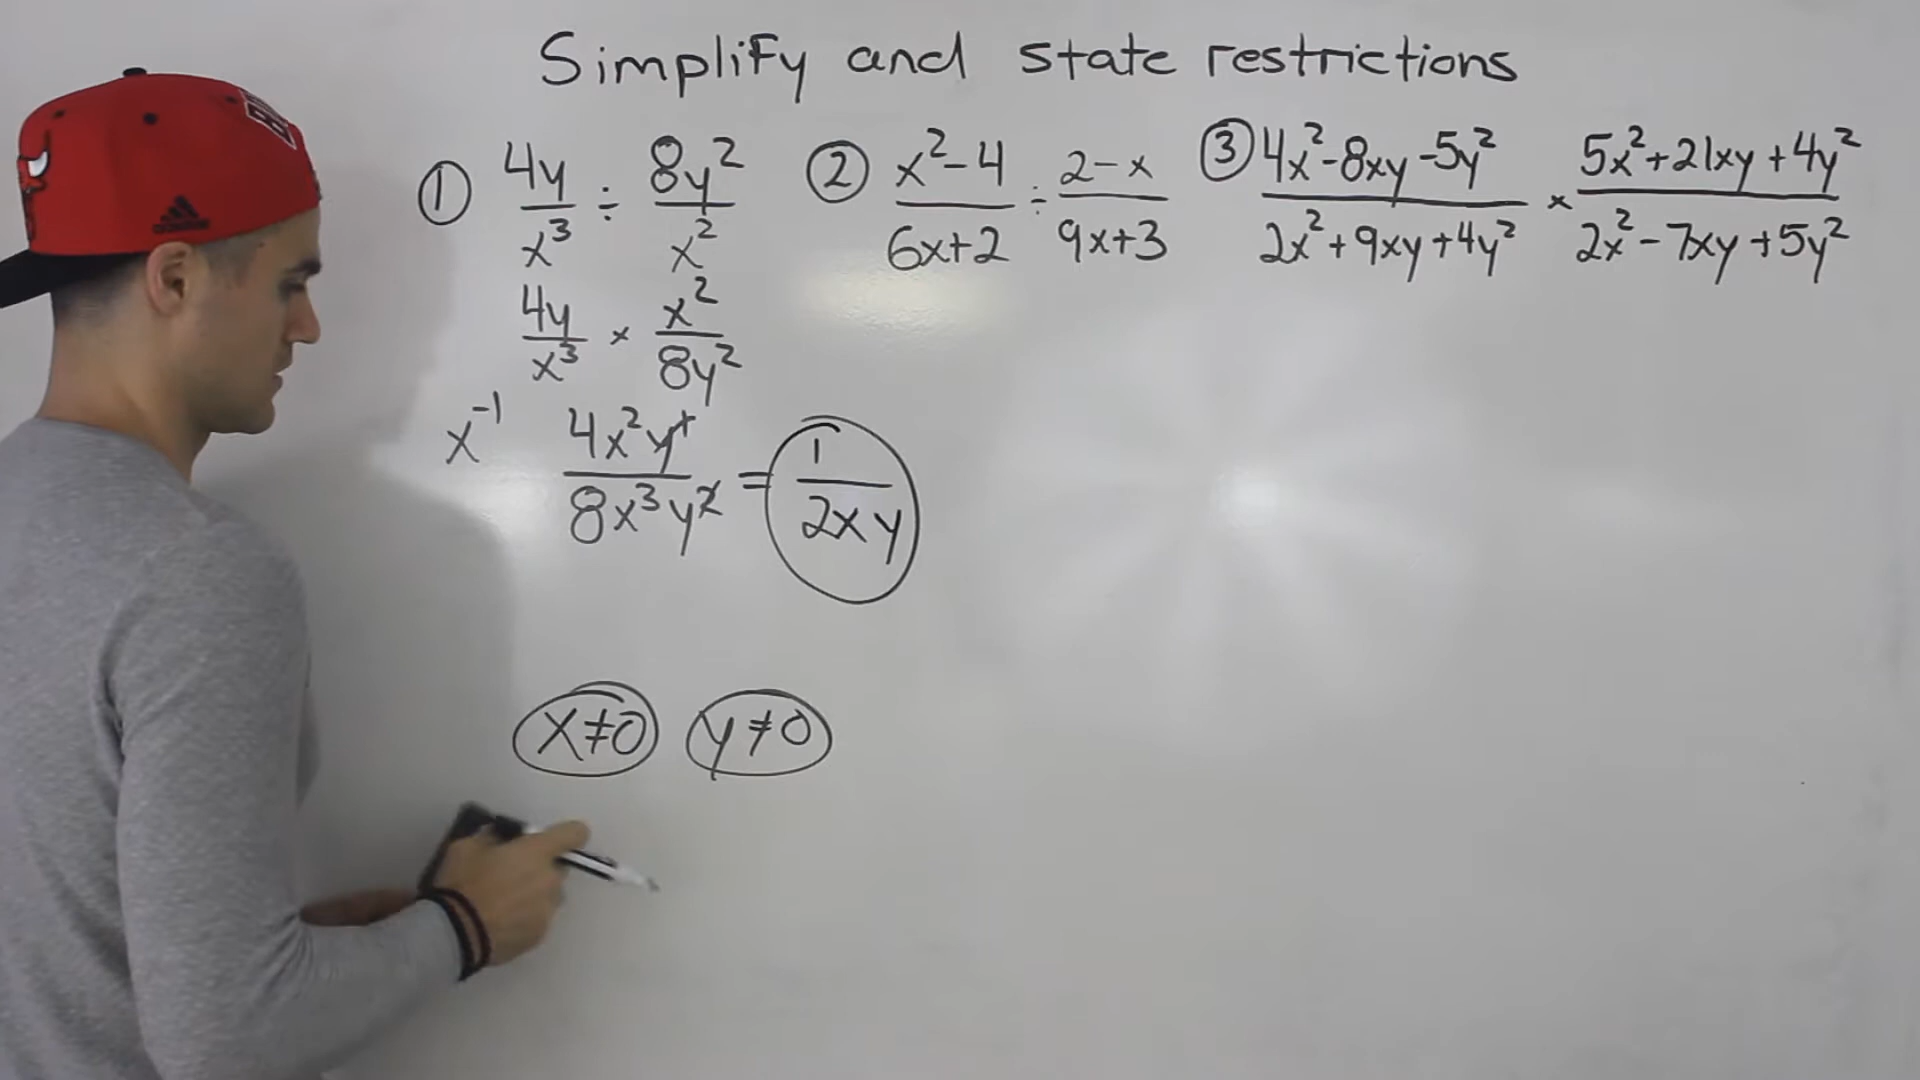 Simplify and state restrictions
① 4y/x³ ÷ 8y²/x²
4y/x³ × x²/8y²
x⁻¹ 4x²y¹/8x³y² = 1/2xy
x≠0 y≠0
② x²-4/6x+2 ÷ 2-x/9x+3
③ 4x²-8xy-5y²/2x²+9xy+4y² × 5x²+21xy+4y²/2x²-7xy+5y²
adidas